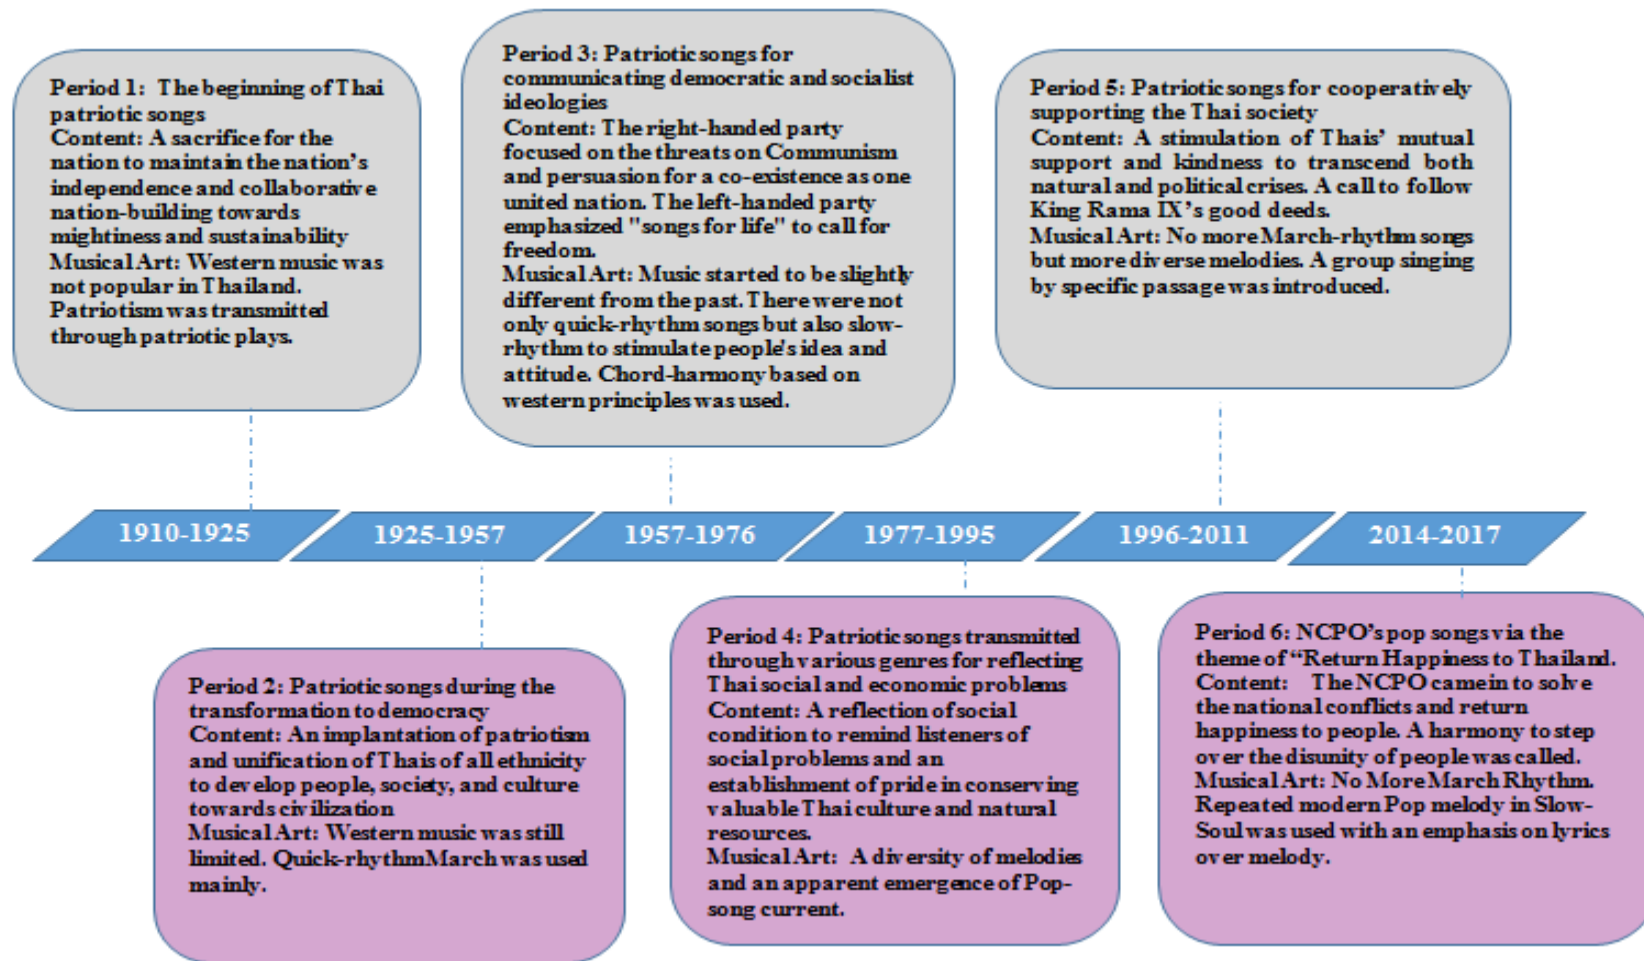 Period 1: The beginning of Thai
patriotic songs
Content: A sacrifice for the
nation to maintain the nation's
independence and collaborative
nation-building towards
mightiness and sustainability
Musical Art: Western music was
not popular in Thailand.
Patriotism was transmitted
through patriotic plays.
Period 3: Patriotic songs for
communicating democratic and socialist
ideologies
Content: The right-handed party
focused on the threats on Communism
and persuasion for a co-existence as one
united nation. The left-handed party
emphasized "songs for life" to call for
freedom.
Musical Art: Music started to be slightly
different from the past. There were not
only quick-rhythm songs but also slow-
rhythm to stimulate people's idea and
attitude. Chord-harmony based on
western principles was used.
Period 5: Patriotic songs for cooperatively
supporting the Thai society
Content: A stimulation of Thais' mutual
support and kindness to transcend both
natural and political crises. A call to follow
King Rama IX's good deeds.
Musical Art: No more March-rhythm songs
but more diverse melodies. A group singing
by specific passage was introduced.
1910-1925
1925-1957
1957-1976
1977-1995
1996-2011
2014-2017
Period 2: Patriotic songs during the
transformation to democracy
Content: An implantation of patriotism
and unification of Thais of all ethnicity
to develop people, society, and culture
towards civilization
Musical Art: Western music was still
limited. Quick-rhythm March was used
mainly.
Period 4: Patriotic songs transmitted
through various genres for reflecting
Thai social and economic problems
Content: A reflection of social
condition to remind listeners of
social problems and an
establishment of pride in conserving
valuable Thai culture and natural
resources.
Musical Art: A diversity of melodies
and an apparent emergence of Pop-
song current.
Period 6: NCPO's pop songs via the
theme of "Return Happiness to Thailand.
Content: The NCPO came in to solve
the national conflicts and return
happiness to people. A harmony to step
over the disunity of people was called.
Musical Art: No More March Rhythm.
Repeated modern Pop melody in Slow-
Soul was used with an emphasis on lyrics
over melody.